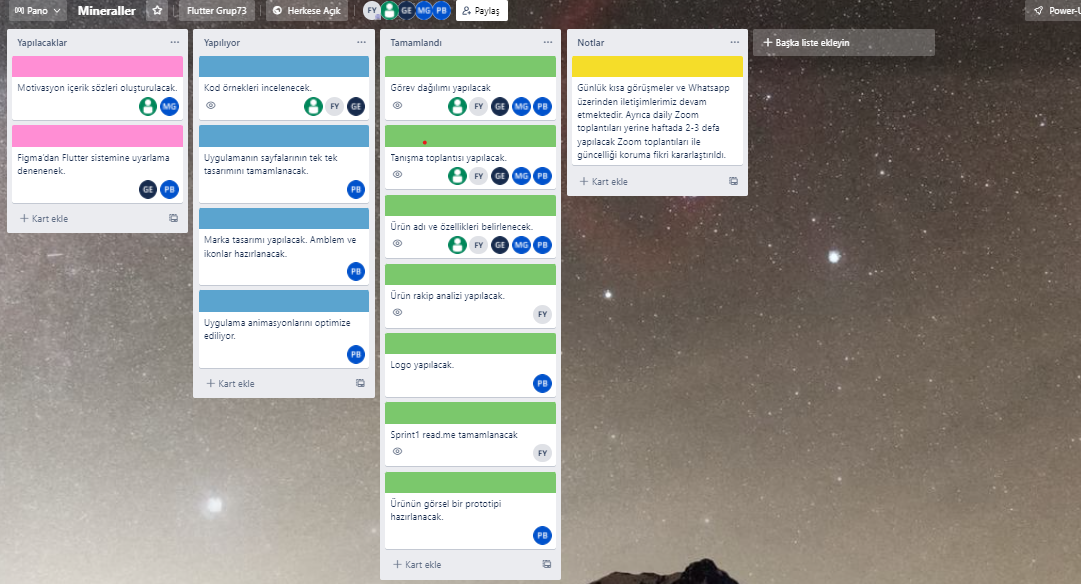 Pano
Mineraller
Flutter Grup73
Herkese Açık
FY GE MG PB
Paylaş
Power-U
Yapılacaklar
Motivasyon içerik sözleri oluşturulacak.
MG
Figma'dan Flutter sistemine uyarlama
denenenek.
GE PB
Kart ekle
Yapılıyor
Kod örnekleri incelenecek.
FY GE
Uygulamanın sayfalarının tek tek
tasarımını tamamlanacak.
PB
Marka tasarımı yapılacak. Amblem ve
ikonlar hazırlanacak.
PB
Uygulama animasyonlarını optimize
ediliyor.
PB
Kart ekle
Tamamlandı
Görev dağılımı yapılacak
FY GE MG PB
Tanışma toplantısı yapılacak.
FY GE MG PB
Ürün adı ve özellikleri belirlenecek.
FY GE MG PB
Ürün rakip analizi yapılacak.
FY
Logo yapılacak.
PB
Sprint1 read.me tamamlanacak
FY
Ürünün görsel bir prototipi
hazırlanacak.
PB
Kart ekle
Notlar
Günlük kısa görüşmeler ve Whatsapp
üzerinden iletişimlerimiz devam
etmektedir. Ayrıca daily Zoom
toplantıları yerine haftada 2-3 defa
yapılacak Zoom toplantıları ile
güncelliği koruma fikri kararlaştırıldı.
Kart ekle
Başka liste ekleyin